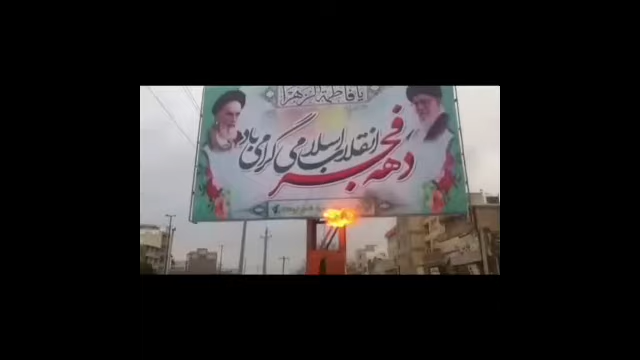 یا فاطمة الزهرا
دهه فجر انقلاب اسلامی گرامی باد